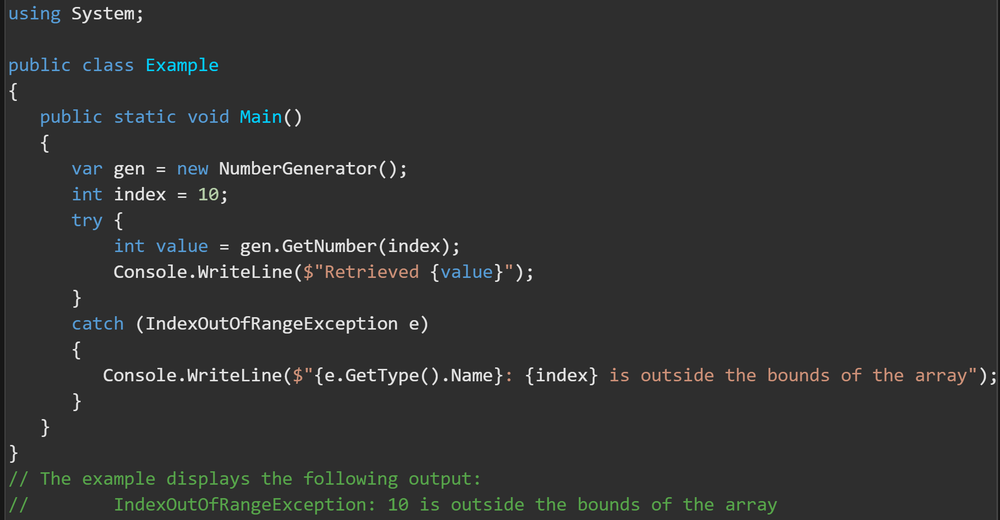 using System;

public class Example
{
   public static void Main()
   {
      var gen = new NumberGenerator();
      int index = 10;
      try {
          int value = gen.GetNumber(index);
          Console.WriteLine($"Retrieved {value}");
      }
      catch (IndexOutOfRangeException e)
      {
         Console.WriteLine($"{e.GetType().Name}: {index} is outside the bounds of the array");
      }
   }
}
// The example displays the following output:
//        IndexOutOfRangeException: 10 is outside the bounds of the array